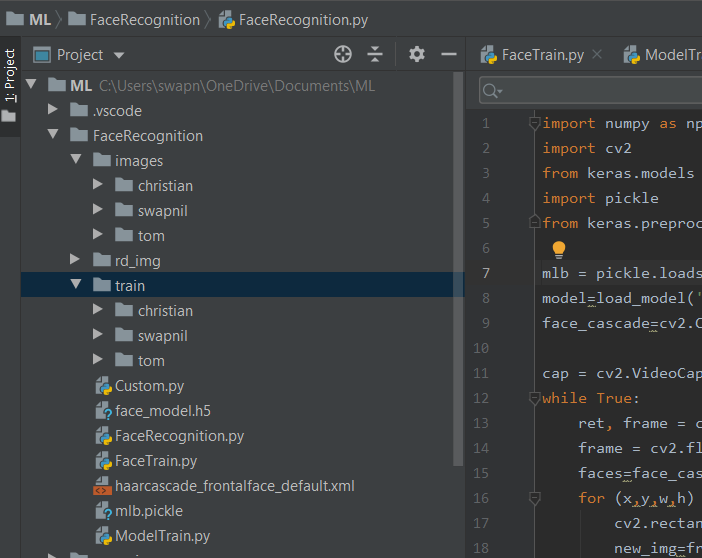 ML FaceRecognition FaceRecognition.py
1: Project
Project
ML C:\Users\swapn\OneDrive\Documents\ML
.vscode
FaceRecognition
images
christian
swapnil
tom
rd_img
train
christian
swapnil
tom
Custom.py
face_model.h5
FaceRecognition.py
FaceTrain.py
haarcascade_frontalface_default.xml
mlb.pickle
ModelTrain.py
FaceTrain.py ModelTr
1 import numpy as np
2 import cv2
3 from keras.models
4 import pickle
5 from keras.preproc
6
7 mlb = pickle.loads
8 model=load_model('
9 face_cascade=cv2.C
10
11 cap = cv2.VideoCap
12 while True:
13 ret, frame = c
14 frame = cv2.fl
15 faces=face_cas
16 for (x,y,w,h)
17 cv2.rectan
18 new_img=fr